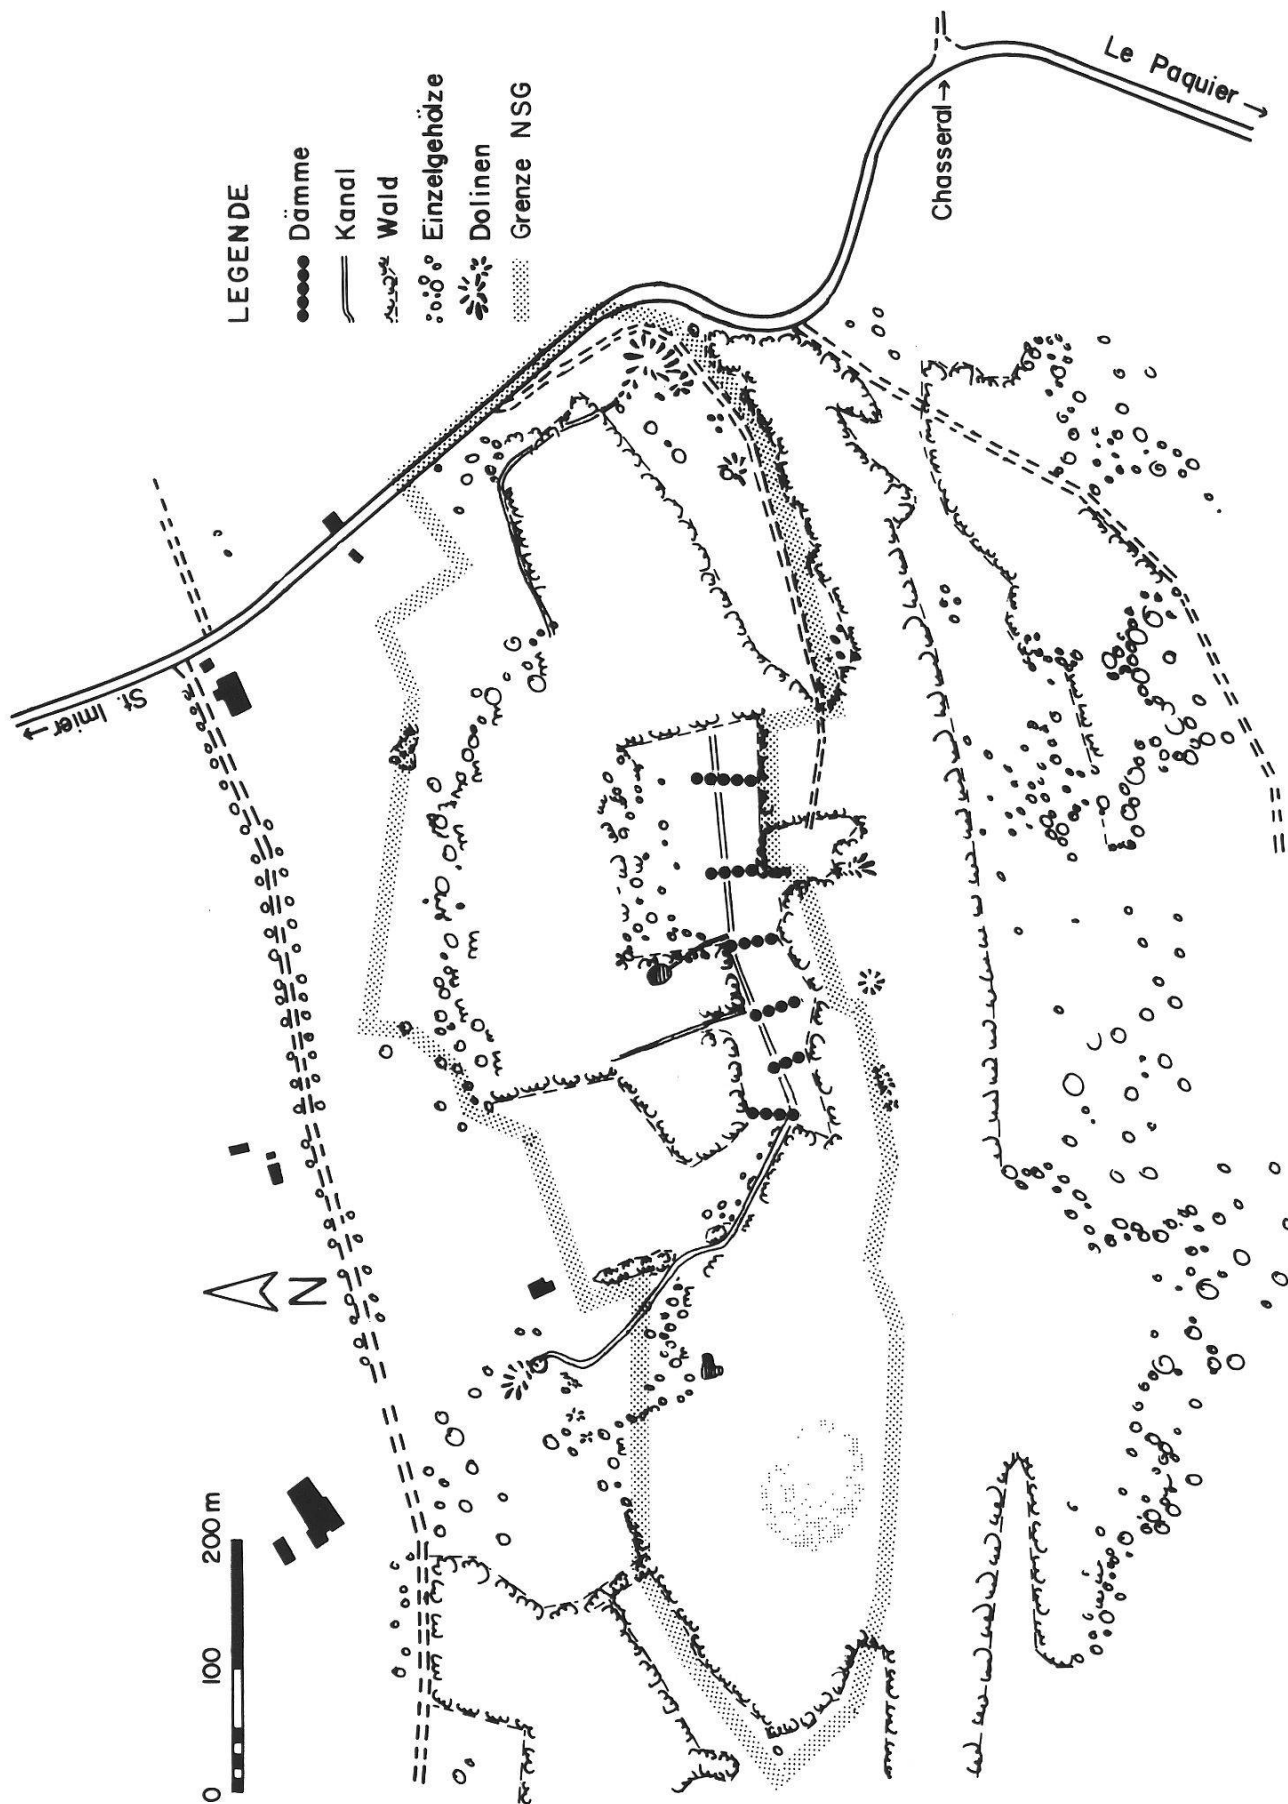 0 100 200 m
N
← St. Imier
LEGENDE
Dämme
Kanal
Wald
Einzelgehölze
Dolinen
Grenze NSG
Chasseral →
Le Paquier →